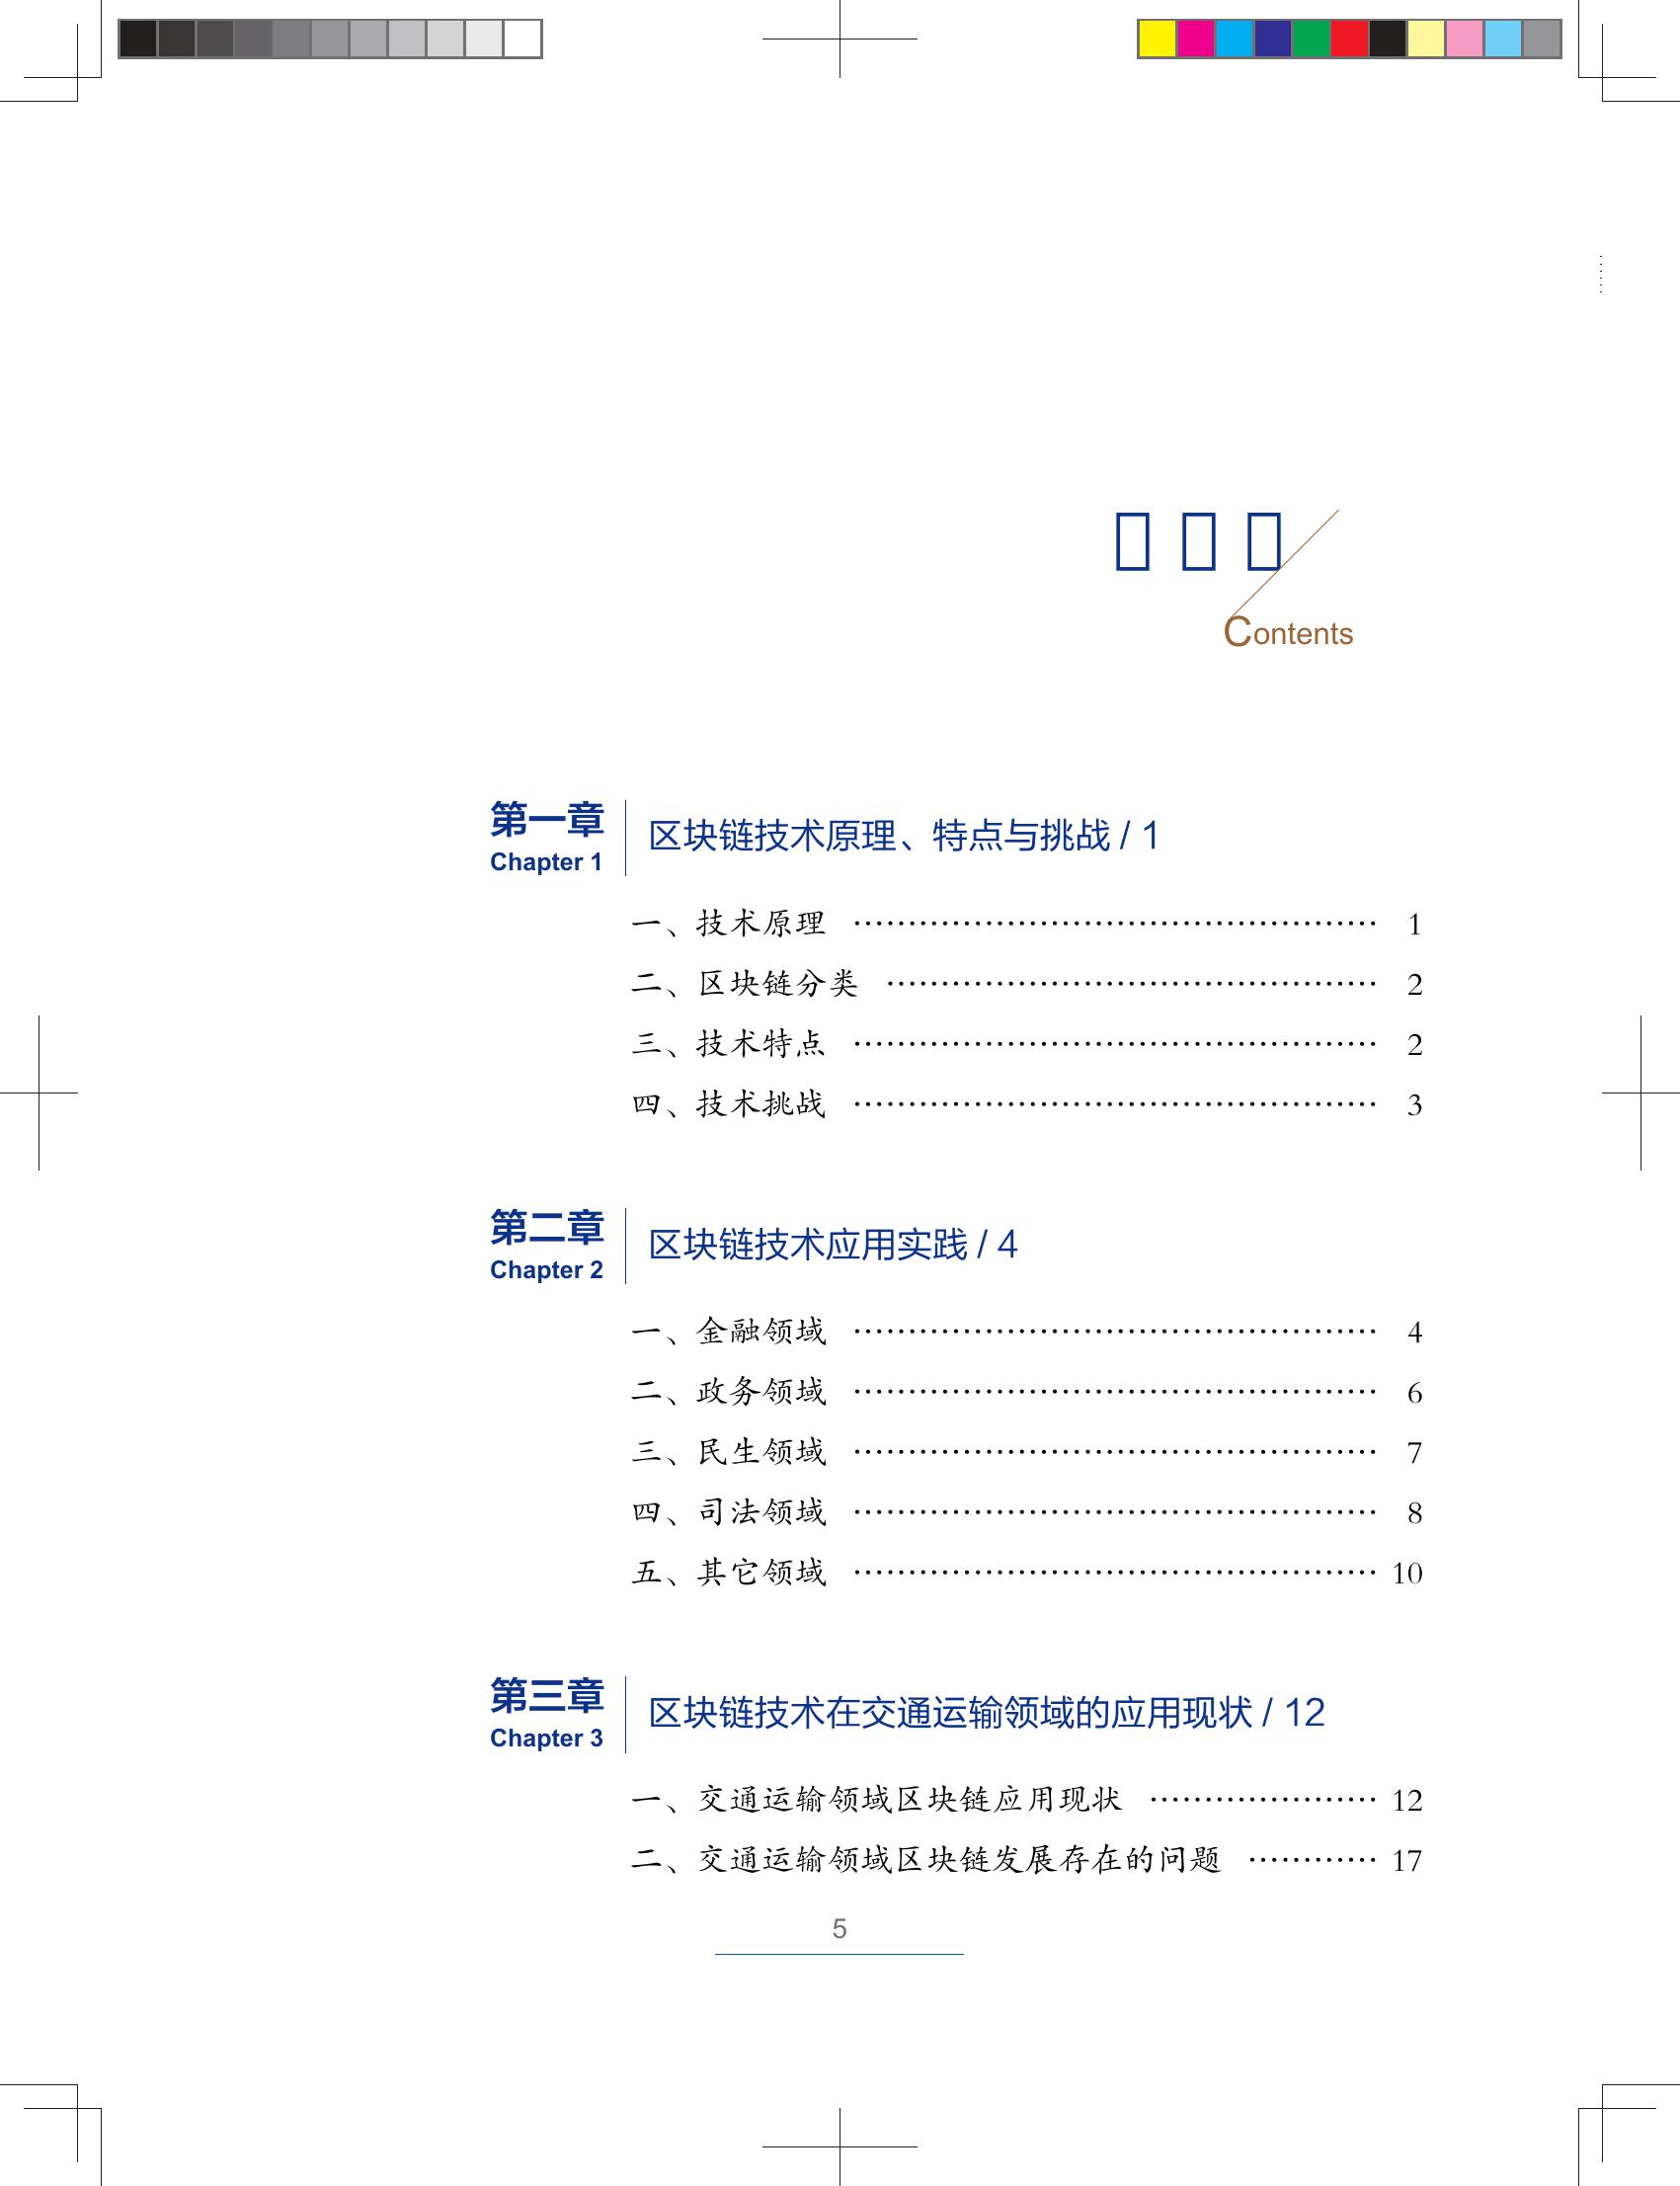 Contents
第一章
Chapter 1
区块链技术原理、特点与挑战 / 1
一、技术原理 ················································ 1
二、区块链分类 ············································· 2
三、技术特点 ················································ 2
四、技术挑战 ················································ 3
第二章
Chapter 2
区块链技术应用实践 / 4
一、金融领域 ················································ 4
二、政务领域 ················································ 6
三、民生领域 ················································ 7
四、司法领域 ················································ 8
五、其它领域 ················································ 10
第三章
Chapter 3
区块链技术在交通运输领域的应用现状 / 12
一、交通运输领域区块链应用现状 ····················· 12
二、交通运输领域区块链发展存在的问题 ············ 17
5